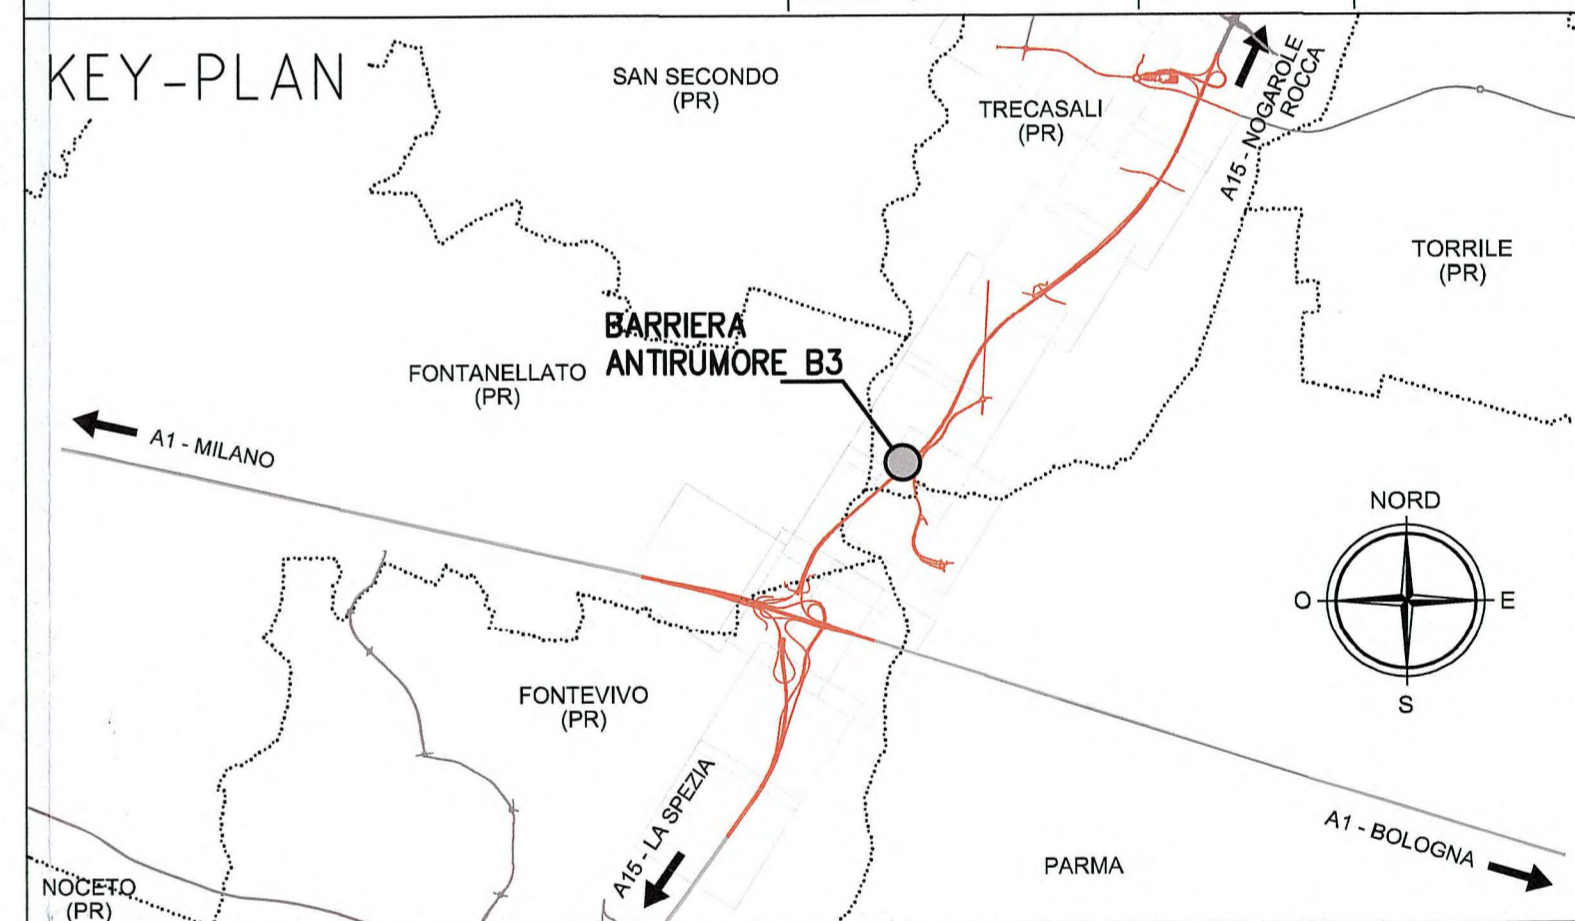 KEY-PLAN
SAN SECONDO
(PR)
TRECASALI
(PR)
A15 - NOGAROLE
ROCCA
TORRILE
(PR)
BARRIERA
ANTIRUMORE B3
FONTANELLATO
(PR)
A1 - MILANO
NORD
O
E
S
FONTEVIVO
(PR)
A15 - LA SPEZIA
A1 - BOLOGNA
PARMA
NOCETO
(PR)